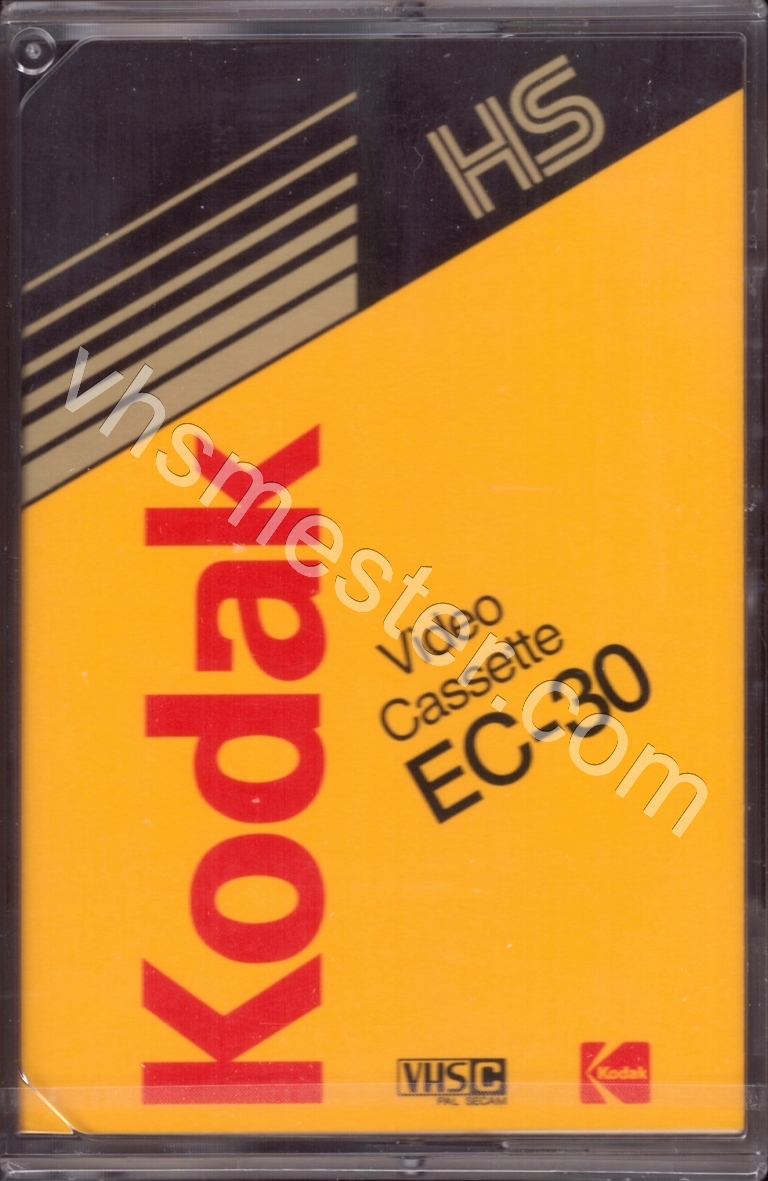 HS
Kodak
Video
Cassette
EC-30
VHS C
PAL SECAM
Kodak
vhsmester.com